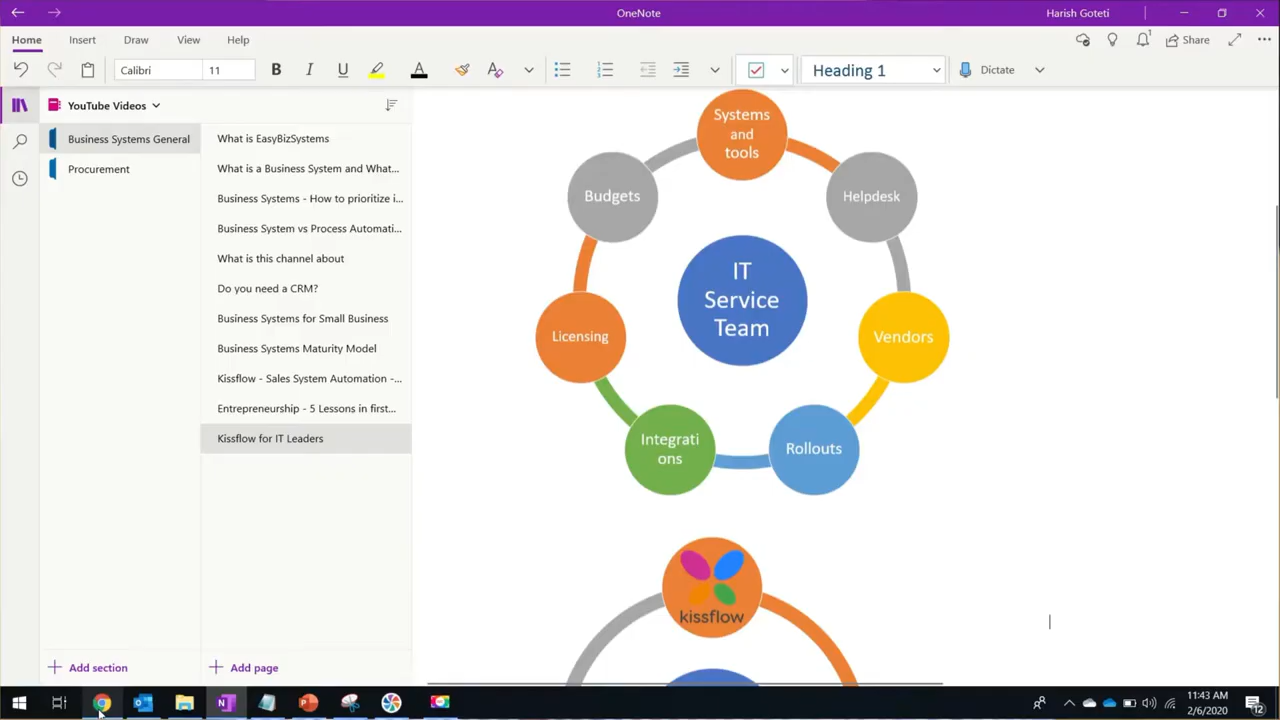 OneNote
Harish Goteti
Home
Insert
Draw
View
Help
1
Share
Calibri
11
B
I
U
A
A
Heading 1
Dictate
YouTube Videos
Business Systems General
Procurement
What is EasyBizSystems
What is a Business System and What...
Business Systems - How to prioritize i...
Business System vs Process Automati...
What is this channel about
Do you need a CRM?
Business Systems for Small Business
Business Systems Maturity Model
Kissflow - Sales System Automation -...
Entrepreneurship - 5 Lessons in first...
Kissflow for IT Leaders
Systems
and
tools
Budgets
Helpdesk
IT
Service
Team
Licensing
Vendors
Integrati
ons
Rollouts
kissflow
Add section
Add page
11:43 AM
2/6/2020
12